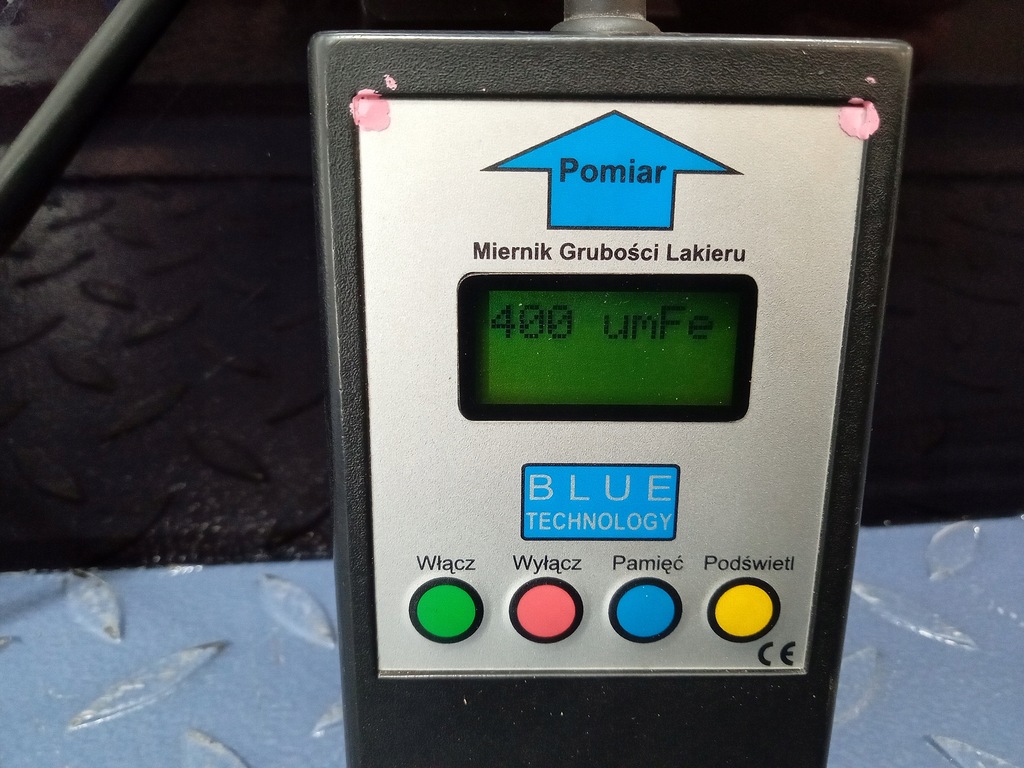 Pomiar
Miernik Grubości Lakieru
400 umFe
BLUE
TECHNOLOGY
Włącz Wyłącz Pamięć Podświetl
CE